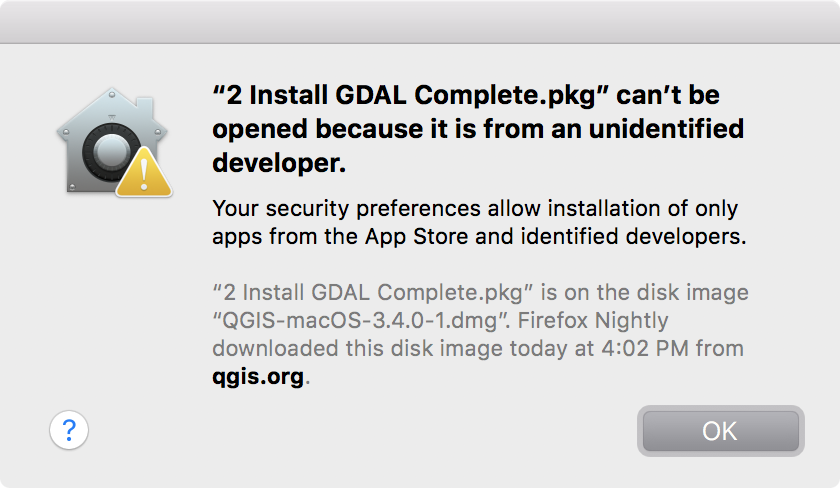 “2 Install GDAL Complete.pkg” can’t be
opened because it is from an unidentified
developer.
Your security preferences allow installation of only
apps from the App Store and identified developers.
“2 Install GDAL Complete.pkg” is on the disk image
“QGIS-macOS-3.4.0-1.dmg”. Firefox Nightly
downloaded this disk image today at 4:02 PM from
qgis.org.
?
OK